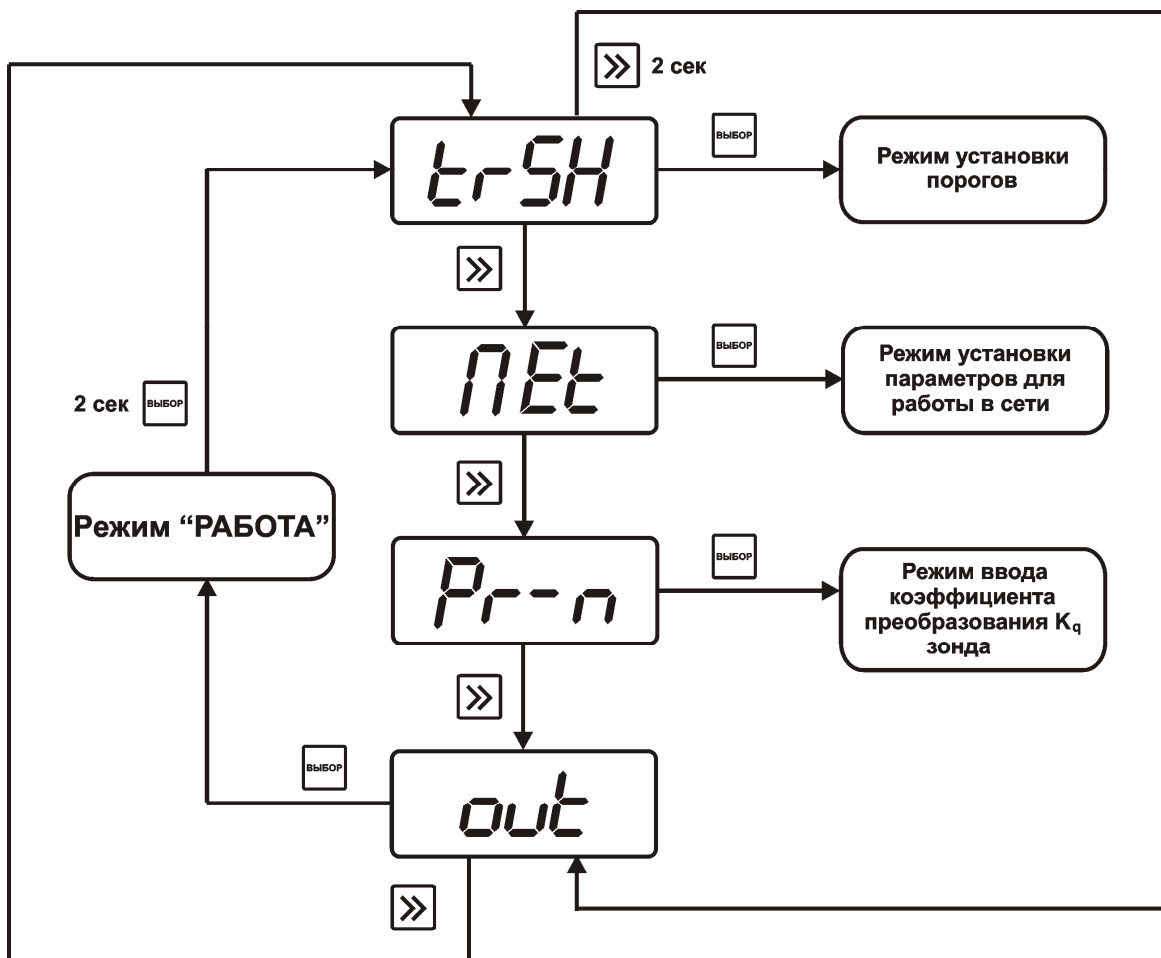 2 сек
trSH
ВЫБОР
Режим установки
порогов
ПEt
ВЫБОР
Режим установки
параметров для
работы в сети
2 сек
ВЫБОР
Режим “РАБОТА”
Pr-n
ВЫБОР
Режим ввода
коэффициента
преобразования Kq
зонда
ВЫБОР
out